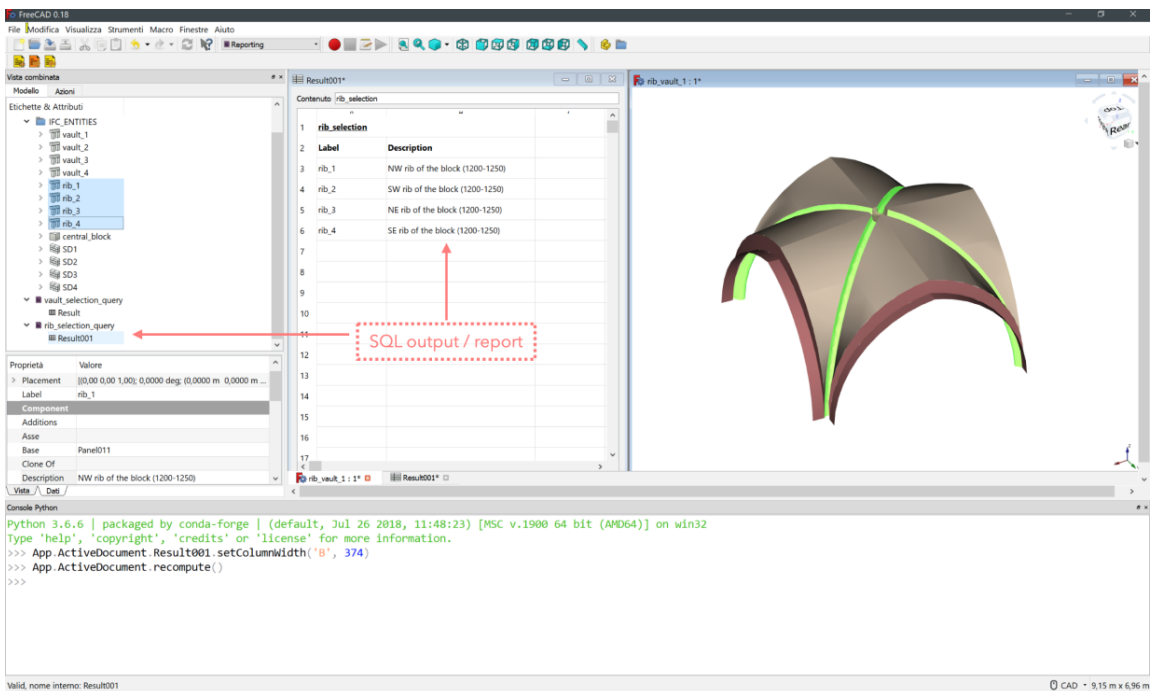 FreeCAD 0.18
File Modifica Visualizza Strumenti Macro Finestre Aiuto
Reporting
Vista combinata
Modello Azioni
Etichette & Attributi
IFC_ENTITIES
vault_1
vault_2
vault_3
vault_4
rib_1
rib_2
rib_3
rib_4
central_block
SD1
SD2
SD3
SD4
vault_selection_query
Result
rib_selection_query
Result001
Proprietà Valore
Placement [(0,00 0,00 1,00); 0,0000 deg; (0,0000 m 0,0000 m ...
Label rib_1
Component
Additions
Asse
Base Panel011
Clone Of
Description NW rib of the block (1200-1250)
Vista Dati
Result001*
Contenuto rib_selection
1 rib_selection
2 Label Description
3 rib_1 NW rib of the block (1200-1250)
4 rib_2 SW rib of the block (1200-1250)
5 rib_3 NE rib of the block (1200-1250)
6 rib_4 SE rib of the block (1200-1250)
7
8
9
10
11
12
13
14
15
16
17
SQL output / report
rib_vault_1 : 1*
Rear
rib_vault_1 : 1* Result001*
Console Python
Python 3.6.6 | packaged by conda-forge | (default, Jul 26 2018, 11:48:23) [MSC v.1900 64 bit (AMD64)] on win32
Type 'help', 'copyright', 'credits' or 'license' for more information.
>>> App.ActiveDocument.Result001.setColumnWidth('B', 374)
>>> App.ActiveDocument.recompute()
>>>
Valid, nome interno: Result001
CAD - 9,15 m x 6,96 m